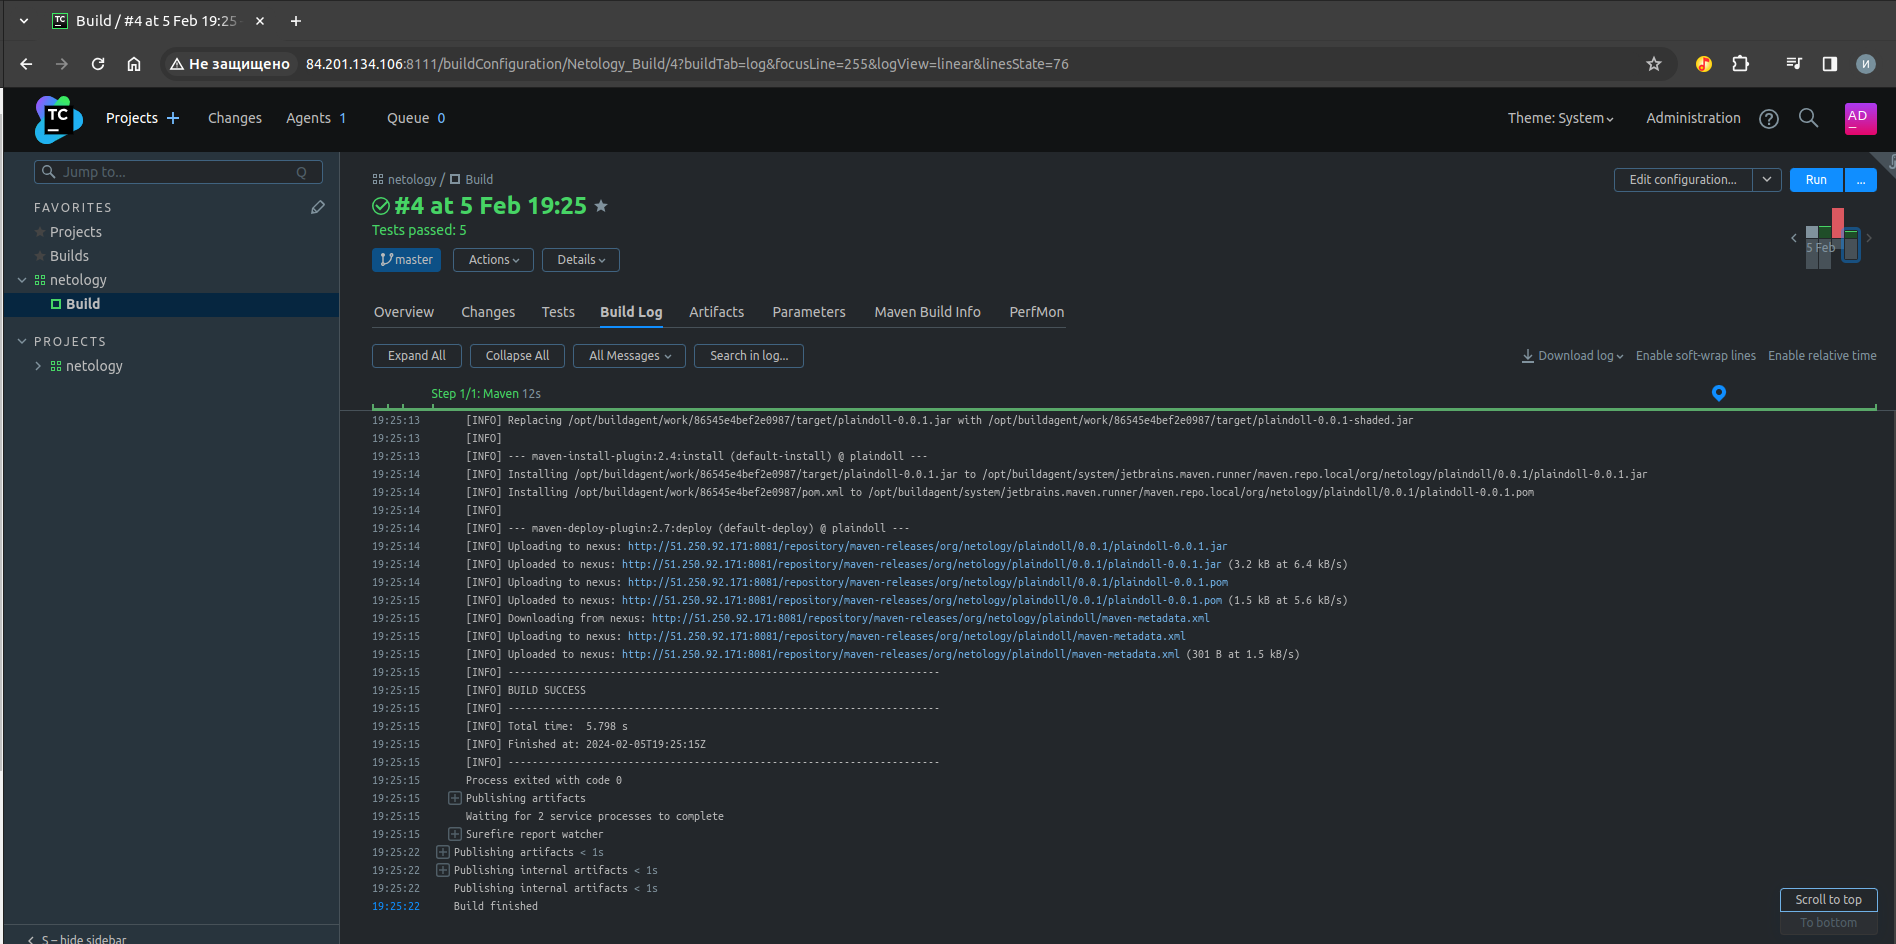 Build / #4 at 5 Feb 19:25
Не защищено 84.201.134.106:8111/buildConfiguration/Netology_Build/4?buildTab=log&focusLine=255&logView=linear&linesState=76
И
TC
Projects + Changes Agents 1 Queue 0 Theme: System Administration AD
Jump to... Q
FAVORITES
Projects
Builds
netology
Build
PROJECTS
netology
S – hide sidebar
netology / Build
Edit configuration... Run ...
#4 at 5 Feb 19:25
Tests passed: 5
5 Feb
master Actions Details
Overview Changes Tests Build Log Artifacts Parameters Maven Build Info PerfMon
Expand All Collapse All All Messages Search in log... Download log Enable soft-wrap lines Enable relative time
Step 1/1: Maven 12s
19:25:13 [INFO] Replacing /opt/buildagent/work/86545e4bef2e0987/target/plaindoll-0.0.1.jar with /opt/buildagent/work/86545e4bef2e0987/target/plaindoll-0.0.1-shaded.jar
19:25:13 [INFO]
19:25:13 [INFO] --- maven-install-plugin:2.4:install (default-install) @ plaindoll ---
19:25:14 [INFO] Installing /opt/buildagent/work/86545e4bef2e0987/target/plaindoll-0.0.1.jar to /opt/buildagent/system/jetbrains.maven.runner/maven.repo.local/org/netology/plaindoll/0.0.1/plaindoll-0.0.1.jar
19:25:14 [INFO] Installing /opt/buildagent/work/86545e4bef2e0987/pom.xml to /opt/buildagent/system/jetbrains.maven.runner/maven.repo.local/org/netology/plaindoll/0.0.1/plaindoll-0.0.1.pom
19:25:14 [INFO]
19:25:14 [INFO] --- maven-deploy-plugin:2.7:deploy (default-deploy) @ plaindoll ---
19:25:14 [INFO] Uploading to nexus: http://51.250.92.171:8081/repository/maven-releases/org/netology/plaindoll/0.0.1/plaindoll-0.0.1.jar
19:25:14 [INFO] Uploaded to nexus: http://51.250.92.171:8081/repository/maven-releases/org/netology/plaindoll/0.0.1/plaindoll-0.0.1.jar (3.2 kB at 6.4 kB/s)
19:25:14 [INFO] Uploading to nexus: http://51.250.92.171:8081/repository/maven-releases/org/netology/plaindoll/0.0.1/plaindoll-0.0.1.pom
19:25:15 [INFO] Uploaded to nexus: http://51.250.92.171:8081/repository/maven-releases/org/netology/plaindoll/0.0.1/plaindoll-0.0.1.pom (1.5 kB at 5.6 kB/s)
19:25:15 [INFO] Downloading from nexus: http://51.250.92.171:8081/repository/maven-releases/org/netology/plaindoll/maven-metadata.xml
19:25:15 [INFO] Uploading to nexus: http://51.250.92.171:8081/repository/maven-releases/org/netology/plaindoll/maven-metadata.xml
19:25:15 [INFO] Uploaded to nexus: http://51.250.92.171:8081/repository/maven-releases/org/netology/plaindoll/maven-metadata.xml (301 B at 1.5 kB/s)
19:25:15 [INFO] ------------------------------------------------------------------------
19:25:15 [INFO] BUILD SUCCESS
19:25:15 [INFO] ------------------------------------------------------------------------
19:25:15 [INFO] Total time: 5.798 s
19:25:15 [INFO] Finished at: 2024-02-05T19:25:15Z
19:25:15 [INFO] ------------------------------------------------------------------------
19:25:15 Process exited with code 0
19:25:15 Publishing artifacts
19:25:15 Waiting for 2 service processes to complete
19:25:15 Surefire report watcher
19:25:22 Publishing artifacts < 1s
19:25:22 Publishing internal artifacts < 1s
19:25:22 Publishing internal artifacts < 1s
19:25:22 Build finished
Scroll to top
To bottom